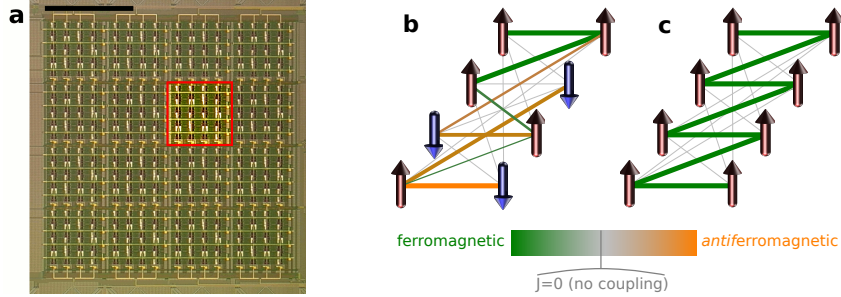 a
b
c
ferromagnetic
antiferromagnetic
J=0 (no coupling)